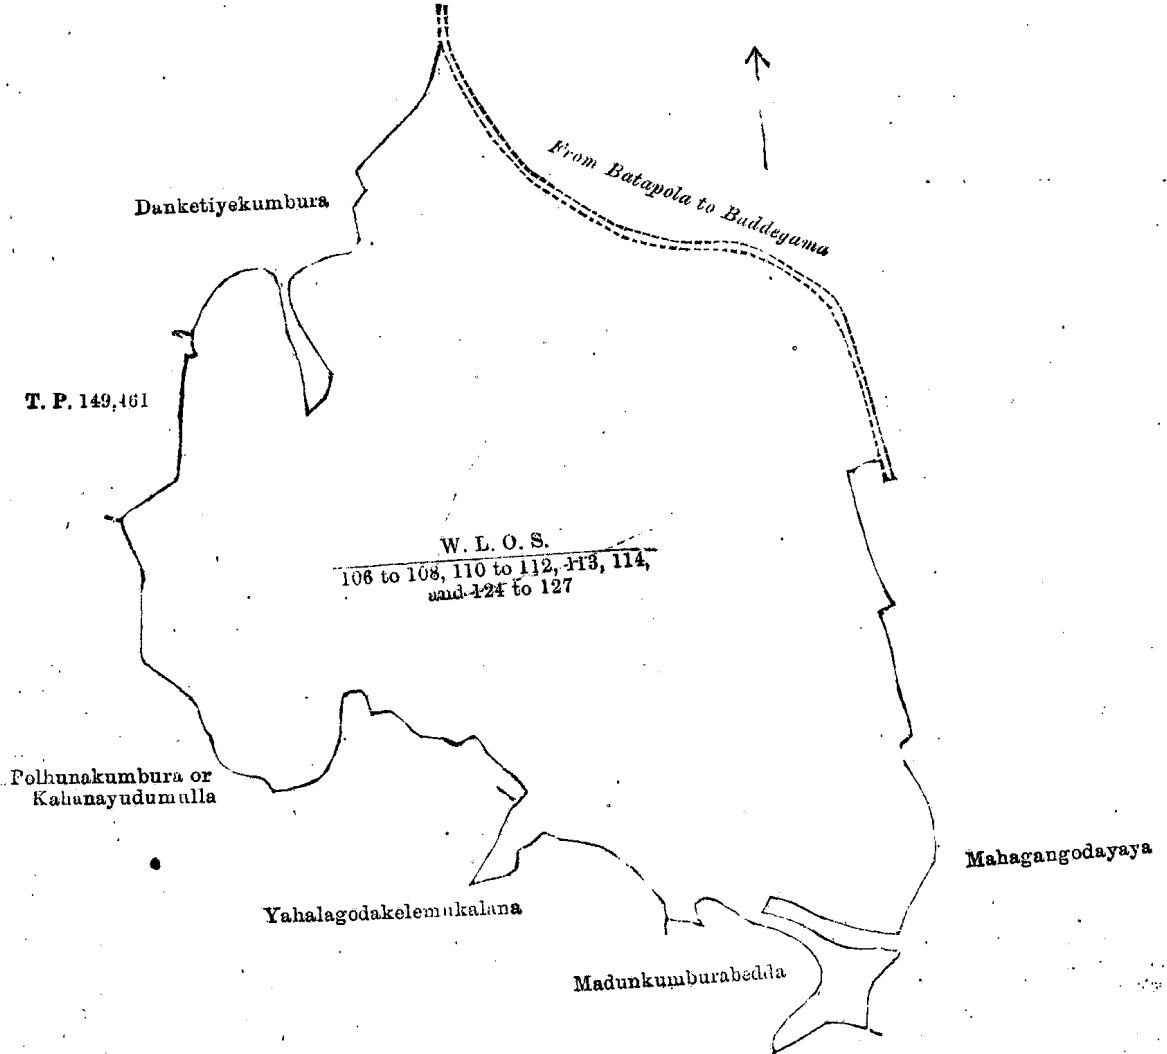 From Batapola to Baddegama
Danketiyekumbura
T. P. 149,461
W. L. O. S.
106 to 108, 110 to 112, 113, 114,
and 124 to 127
Polhunakumbura or
Kahanayudumulla
Mahagangodayaya
Yahalagodakelemukalana
Madunkumburabedda